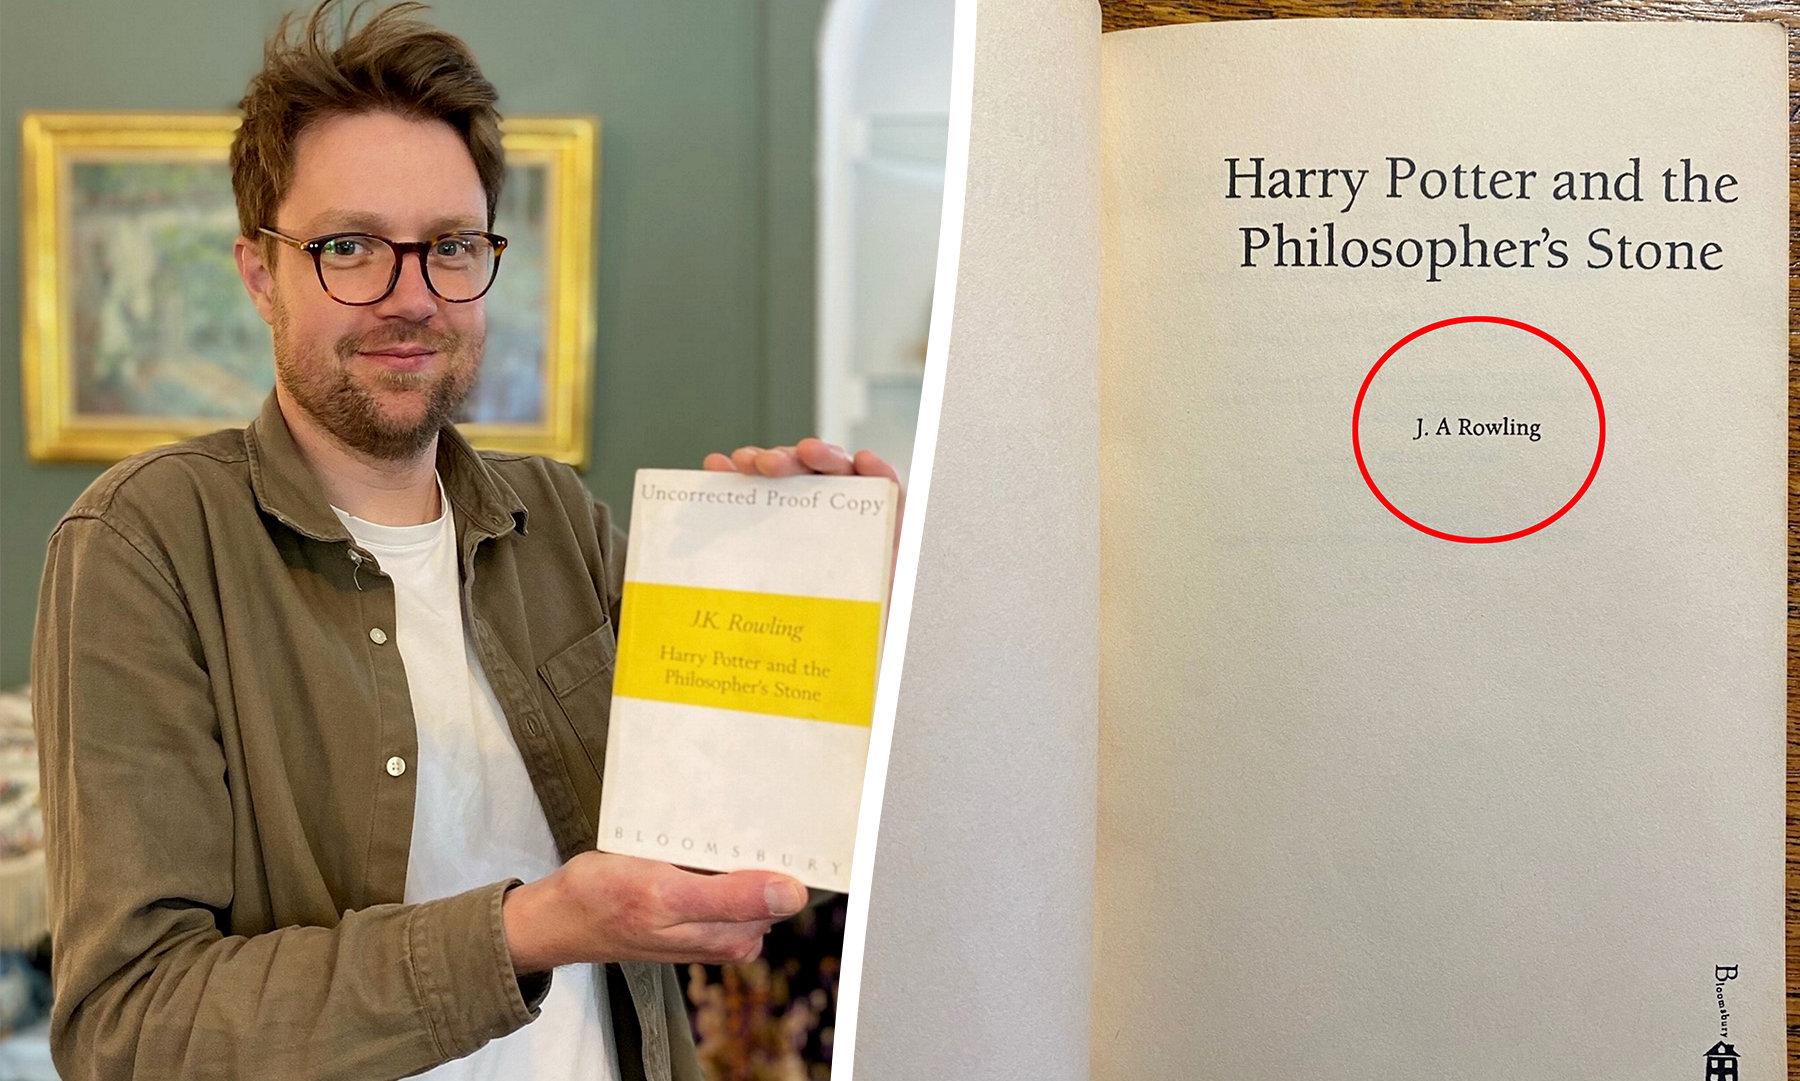 Uncorrected Proof Copy
J.K. Rowling
Harry Potter and the
Philosopher's Stone
BLOOMSBURY
Harry Potter and the
Philosopher's Stone
J. A Rowling
Bloomsbury